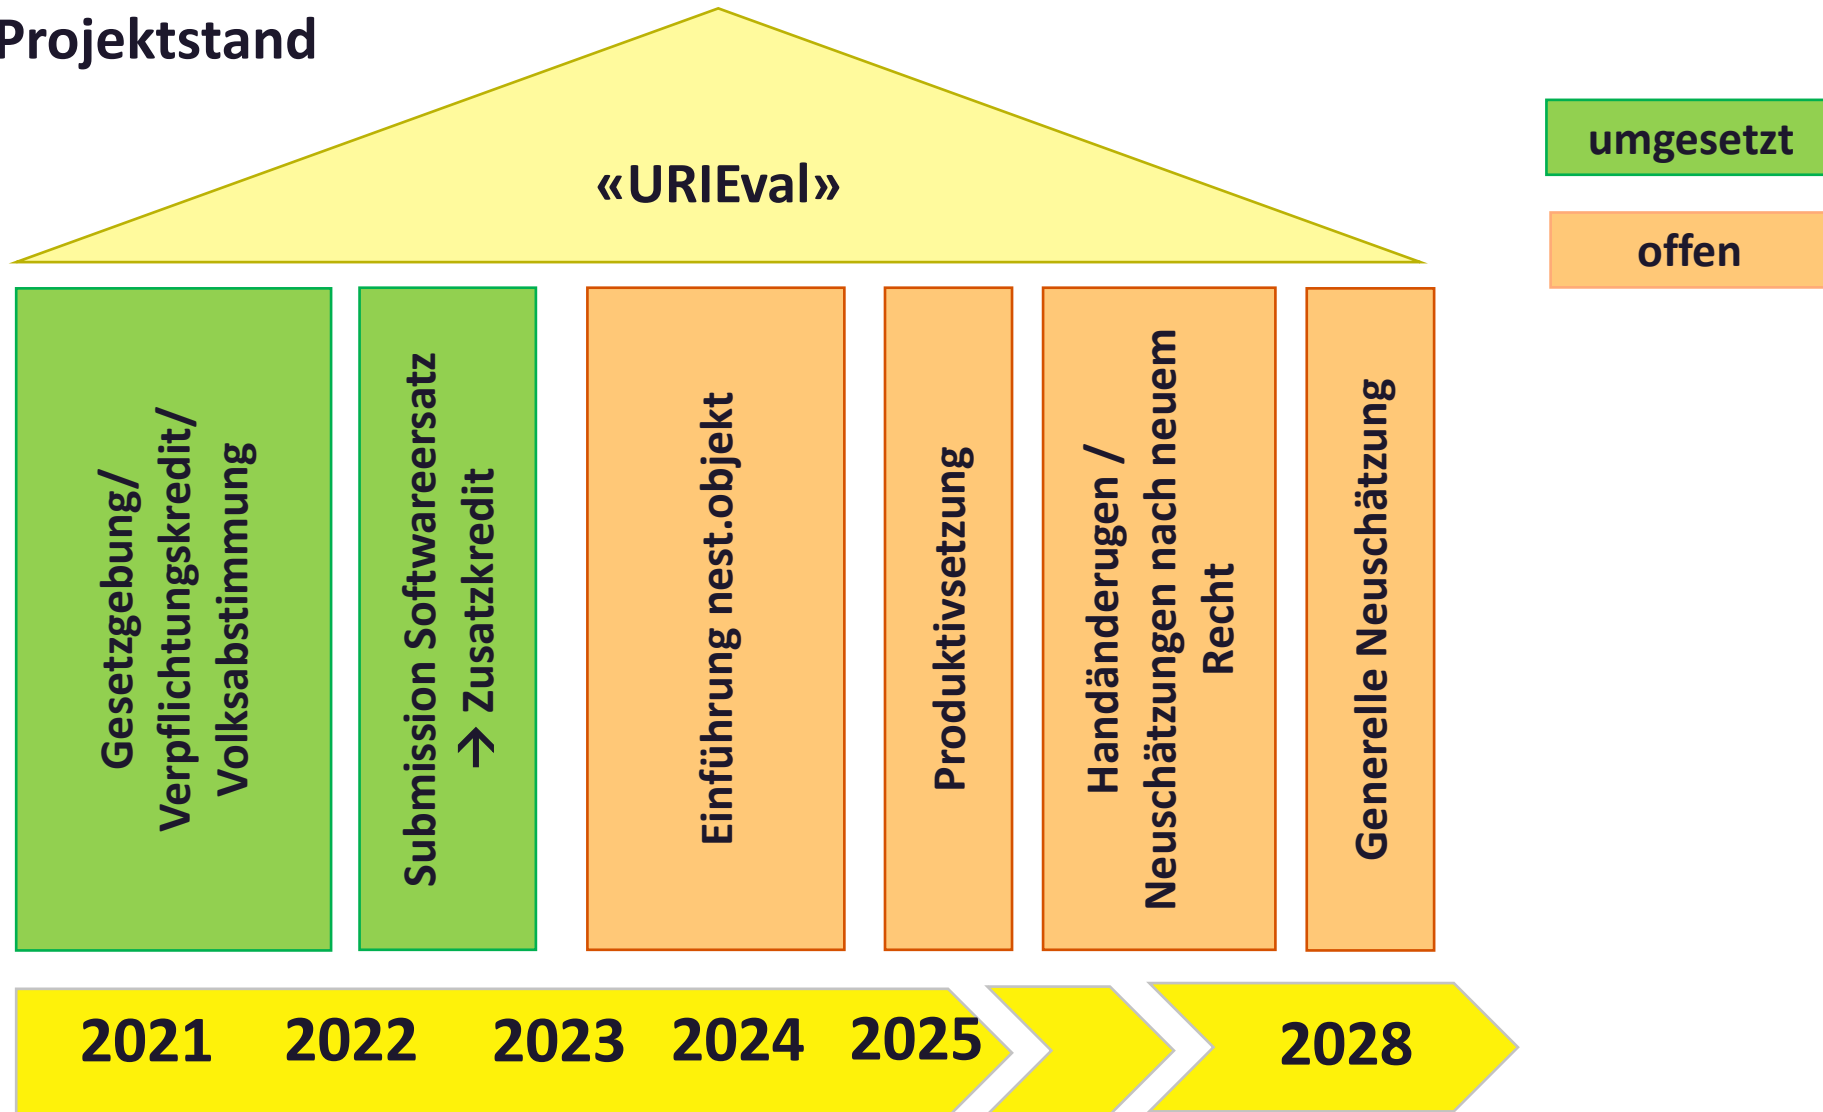 Projektstand
«URIEval»
umgesetzt
offen
Gesetzgebung/
Verpflichtungskredit/
Volksabstimmung
Submission Softwareersatz
→ Zusatzkredit
Einführung nest.objekt
Produktivsetzung
Handänderugen /
Neuschätzungen nach neuem
Recht
Generelle Neuschätzung
2021 2022 2023 2024 2025 2028